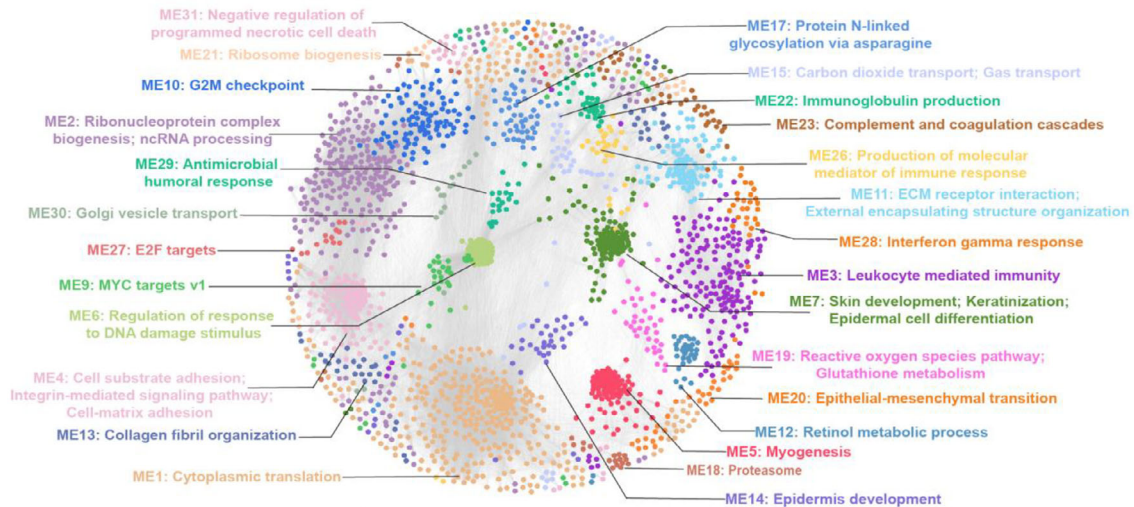 ME31: Negative regulation of
programmed necrotic cell death
ME21: Ribosome biogenesis
ME10: G2M checkpoint
ME2: Ribonucleoprotein complex
biogenesis; ncRNA processing
ME29: Antimicrobial
humoral response
ME30: Golgi vesicle transport
ME27: E2F targets
ME9: MYC targets v1
ME6: Regulation of response
to DNA damage stimulus
ME4: Cell substrate adhesion;
Integrin-mediated signaling pathway;
Cell-matrix adhesion
ME13: Collagen fibril organization
ME1: Cytoplasmic translation
ME17: Protein N-linked
glycosylation via asparagine
ME15: Carbon dioxide transport; Gas transport
ME22: Immunoglobulin production
ME23: Complement and coagulation cascades
ME26: Production of molecular
mediator of immune response
ME11: ECM receptor interaction;
External encapsulating structure organization
ME28: Interferon gamma response
ME3: Leukocyte mediated immunity
ME7: Skin development; Keratinization;
Epidermal cell differentiation
ME19: Reactive oxygen species pathway;
Glutathione metabolism
ME20: Epithelial-mesenchymal transition
ME12: Retinol metabolic process
ME5: Myogenesis
ME18: Proteasome
ME14: Epidermis development